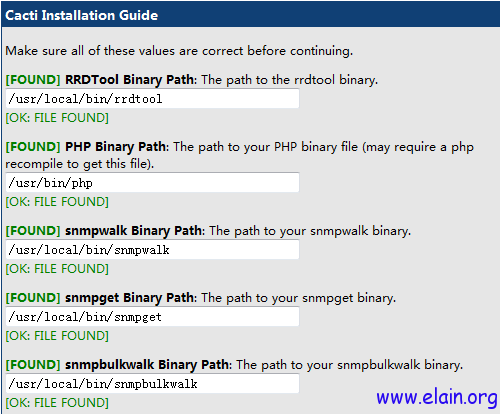 Cacti Installation Guide
Make sure all of these values are correct before continuing.
[FOUND] RRDTool Binary Path: The path to the rrdtool binary.
/usr/local/bin/rrdtool
[OK: FILE FOUND]
[FOUND] PHP Binary Path: The path to your PHP binary file (may require a php
recompile to get this file).
/usr/bin/php
[OK: FILE FOUND]
[FOUND] snmpwalk Binary Path: The path to your snmpwalk binary.
/usr/local/bin/snmpwalk
[OK: FILE FOUND]
[FOUND] snmpget Binary Path: The path to your snmpget binary.
/usr/local/bin/snmpget
[OK: FILE FOUND]
[FOUND] snmpbulkwalk Binary Path: The path to your snmpbulkwalk binary.
/usr/local/bin/snmpbulkwalk
[OK: FILE FOUND]
www.elain.org